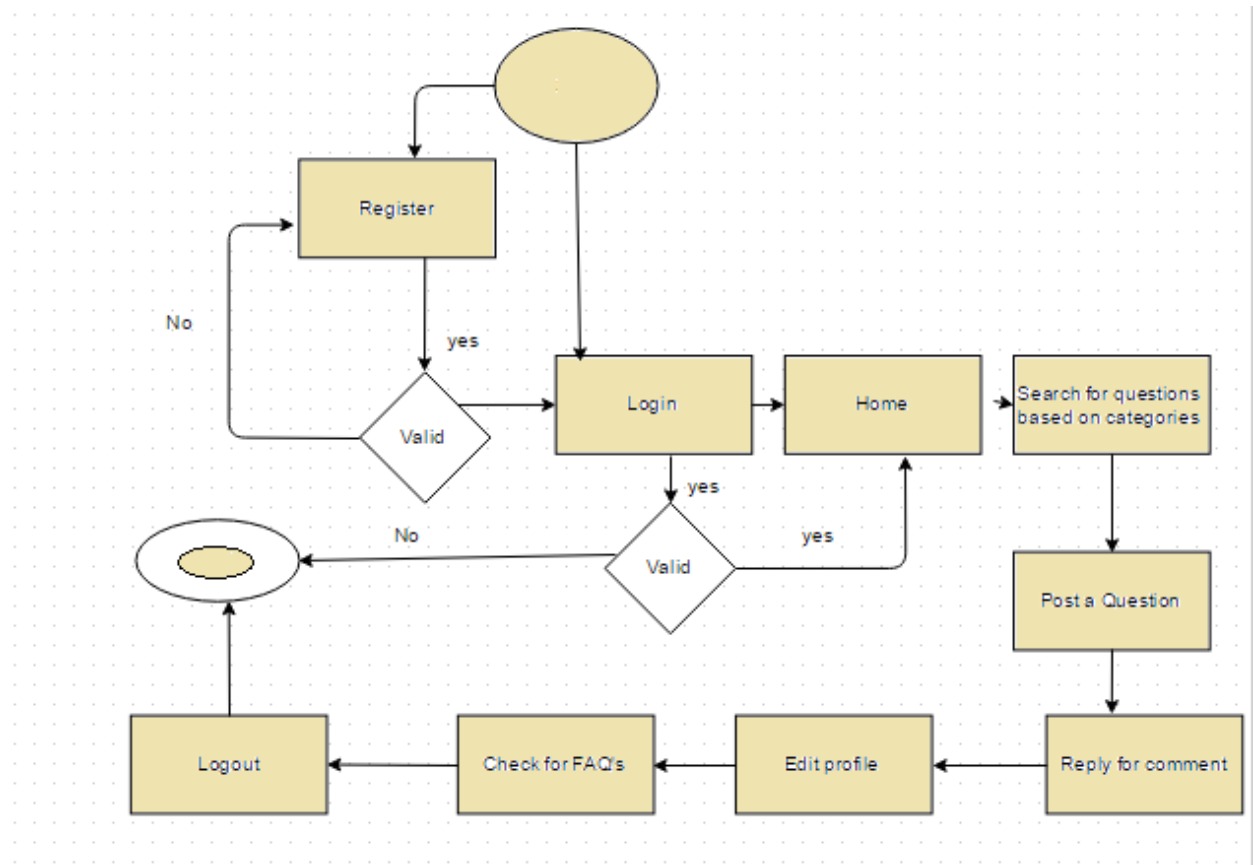 Register
No
yes
Valid
Login
Home
Search for questions
based on categories
yes
No
Valid
yes
Post a Question
Logout
Check for FAQ's
Edit profile
Reply for comment